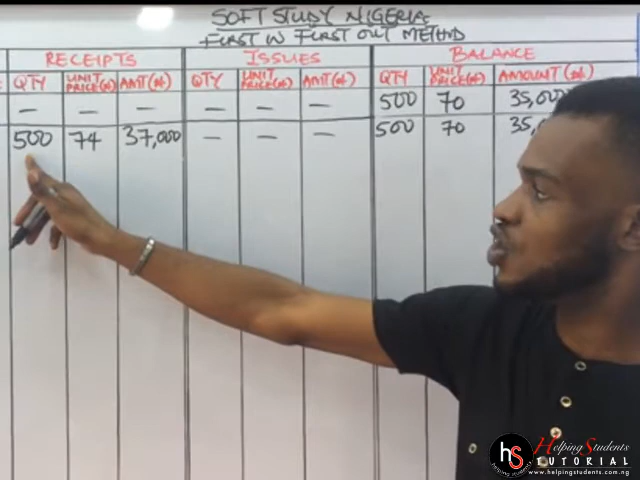 SOFT STUDY NIGERIA
FIRST IN FIRST OUT METHOD
RECEIPTS ISSUES BALANCE
QTY UNIT PRICE(₦) AMT(₦) QTY UNIT PRICE(₦) AMT(₦) QTY UNIT PRICE(₦) AMOUNT (₦)
— — — — — — 500 70 35,000
500 74 37,000 — — — 500 70 35,
hs Helping Students
TUTORIAL
www.helpingstudents.com.ng